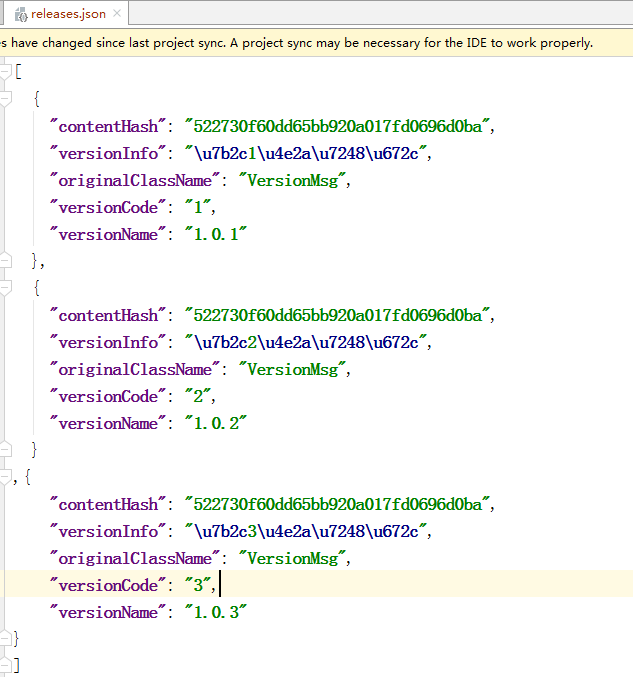 releases.json
es have changed since last project sync. A project sync may be necessary for the IDE to work properly.
[
{
"contentHash": "522730f60dd65bb920a017fd0696d0ba",
"versionInfo": "\u7b2c1\u4e2a\u7248\u672c",
"originalClassName": "VersionMsg",
"versionCode": "1",
"versionName": "1.0.1"
},
{
"contentHash": "522730f60dd65bb920a017fd0696d0ba",
"versionInfo": "\u7b2c2\u4e2a\u7248\u672c",
"originalClassName": "VersionMsg",
"versionCode": "2",
"versionName": "1.0.2"
}
,{
"contentHash": "522730f60dd65bb920a017fd0696d0ba",
"versionInfo": "\u7b2c3\u4e2a\u7248\u672c",
"originalClassName": "VersionMsg",
"versionCode": "3",
"versionName": "1.0.3"
}
]